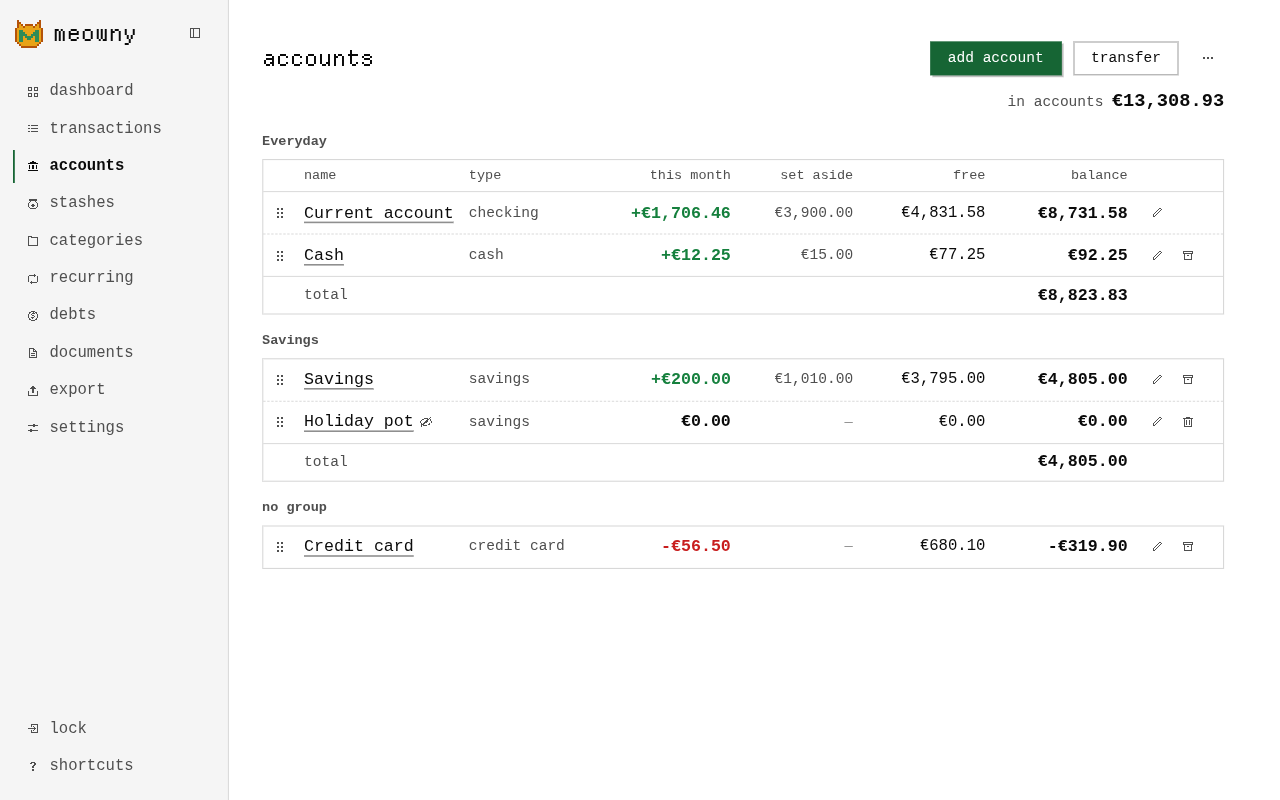 meowny
dashboard
transactions
accounts
stashes
categories
recurring
debts
documents
export
settings
lock
? shortcuts
accounts
add account transfer ...
in accounts €13,308.93
Everyday
name type this month set aside free balance
Current account checking +€1,706.46 €3,900.00 €4,831.58 €8,731.58
Cash cash +€12.25 €15.00 €77.25 €92.25
total €8,823.83
Savings
Savings savings +€200.00 €1,010.00 €3,795.00 €4,805.00
Holiday pot savings €0.00 — €0.00 €0.00
total €4,805.00
no group
Credit card credit card -€56.50 — €680.10 -€319.90